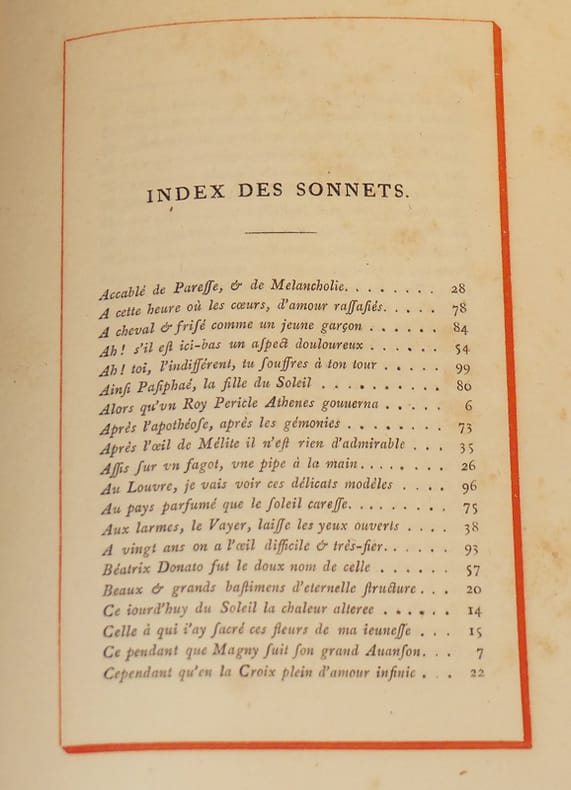 INDEX DES SONNETS.
Accablé de Pareſſe, & de Melancholie. . . . . . . . 28
A cette heure où les cœurs, d'amour raſſaſiés. . . . . 78
A cheval & friſé comme un jeune garçon . . . . . . 84
Ah! s'il eſt ici-bas un aſpect douloureux . . . . . . 54
Ah! toi, l'indifférent, tu ſouffres à ton tour . . . . . 99
Ainſi Paſiphaé, la fille du Soleil . . . . . . . . . . 80
Alors qu'vn Roy Pericle Athenes gouuerna . . . . . 6
Après l'apothéoſe, après les gémonies . . . . . . . 73
Après l'œil de Mélite il n'eſt rien d'admirable . . . 35
Aſſis ſur vn fagot, vne pipe à la main. . . . . . . . 26
Au Louvre, je vais voir ces délicats modèles . . . . 96
Au pays parfumé que le ſoleil careſſe. . . . . . . . . 75
Aux larmes, le Vayer, laiſſe les yeux ouverts . . . . 38
A vingt ans on a l'œil difficile & très-fier. . . . . . 93
Béatrix Donato fut le doux nom de celle . . . . . . 57
Beaux & grands baſtimens d'eternelle ſtructure . . . 20
Ce iourd'huy du Soleil la chaleur alteree . . . . . . 14
Celle à qui i'ay ſacré ces fleurs de ma ieuneſſe . . . 15
Ce pendant que Magny ſuit ſon grand Auanſon. . . 7
Cependant qu'en la Croix plein d'amour infinie . . . 22